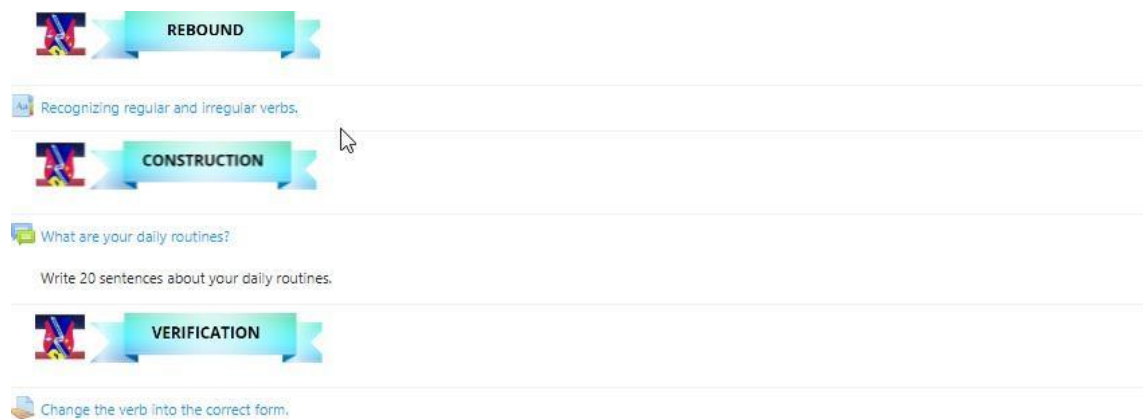 REBOUND
Recognizing regular and irregular verbs.
CONSTRUCTION
What are your daily routines?
Write 20 sentences about your daily routines.
VERIFICATION
Change the verb into the correct form.